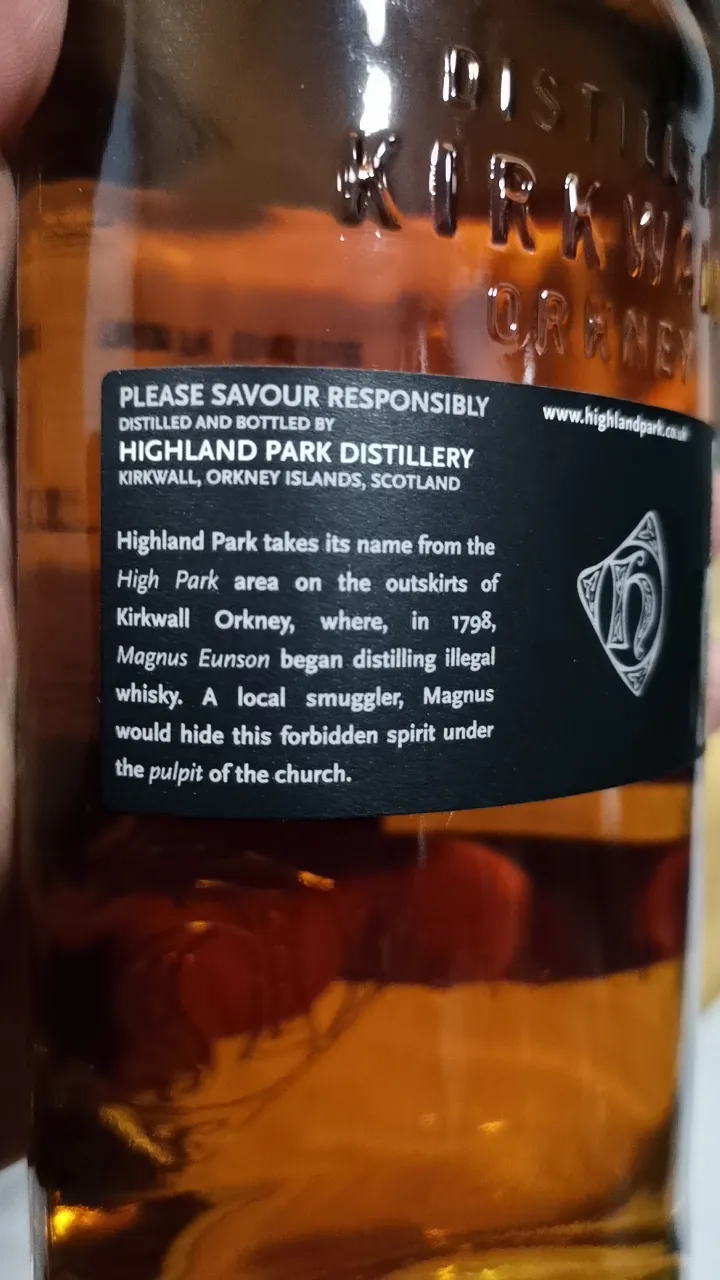 DISTILLED
KIRKWA
ORKNEY
PLEASE SAVOUR RESPONSIBLY
DISTILLED AND BOTTLED BY
HIGHLAND PARK DISTILLERY
KIRKWALL, ORKNEY ISLANDS, SCOTLAND
www.highlandpark.co.uk
Highland Park takes its name from the
High Park area on the outskirts of
Kirkwall Orkney, where, in 1798,
Magnus Eunson began distilling illegal
whisky. A local smuggler, Magnus
would hide this forbidden spirit under
the pulpit of the church.
h